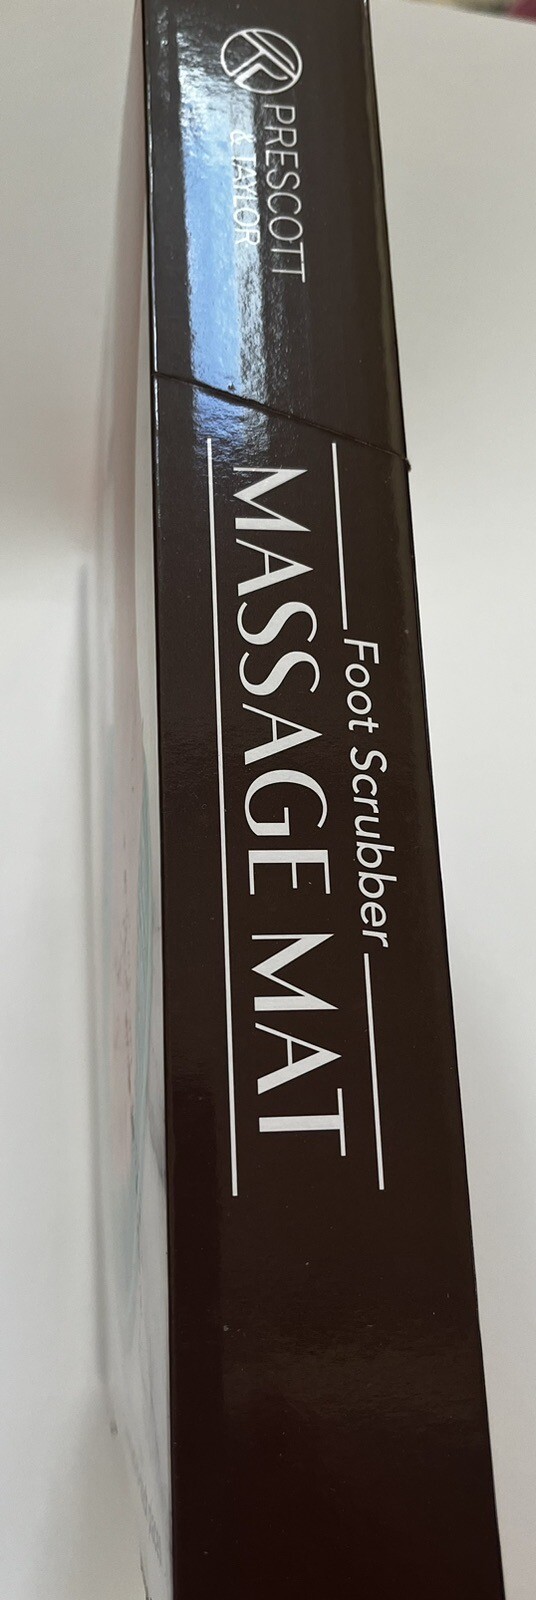 PRESCOTT
& TAYLOR
Foot Scrubber
MASSAGE MAT